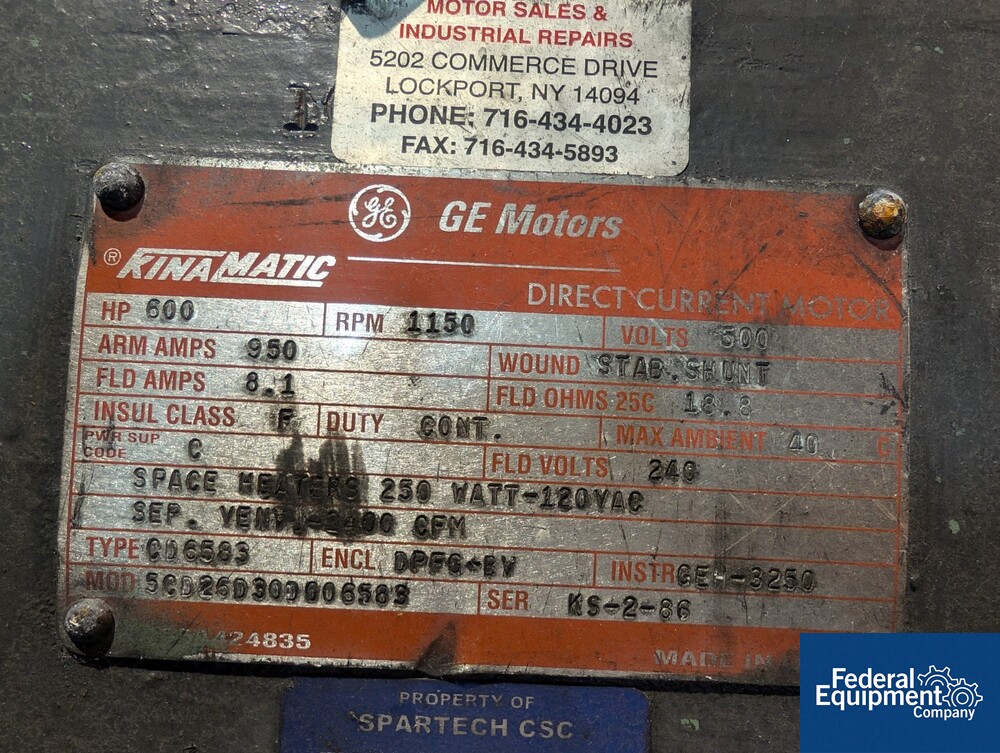 MOTOR SALES &
INDUSTRIAL REPAIRS
5202 COMMERCE DRIVE
LOCKPORT, NY 14094
PHONE: 716-434-4023
FAX: 716-434-5893
GE GE Motors
® KINAMATIC
DIRECT CURRENT MOTOR
HP 600 RPM 1150 VOLTS 500
ARM AMPS 950 WOUND STAB. SHUNT
FLD AMPS 8.1 FLD OHMS 25C 18.8
INSUL CLASS F DUTY CONT. MAX AMBIENT 40 C
PWR SUP CODE C FLD VOLTS 240
SPACE HEATERS 250 WATT-120VAC
SEP. CFM
TYPE CD6583 ENCL DPFG-BV INSTR GEH-3250
MOD 5CD26D300006583 SER KS-2-86
424835 MADE IN
PROPERTY OF
SPARTECH CSC
Federal
Equipment
Company